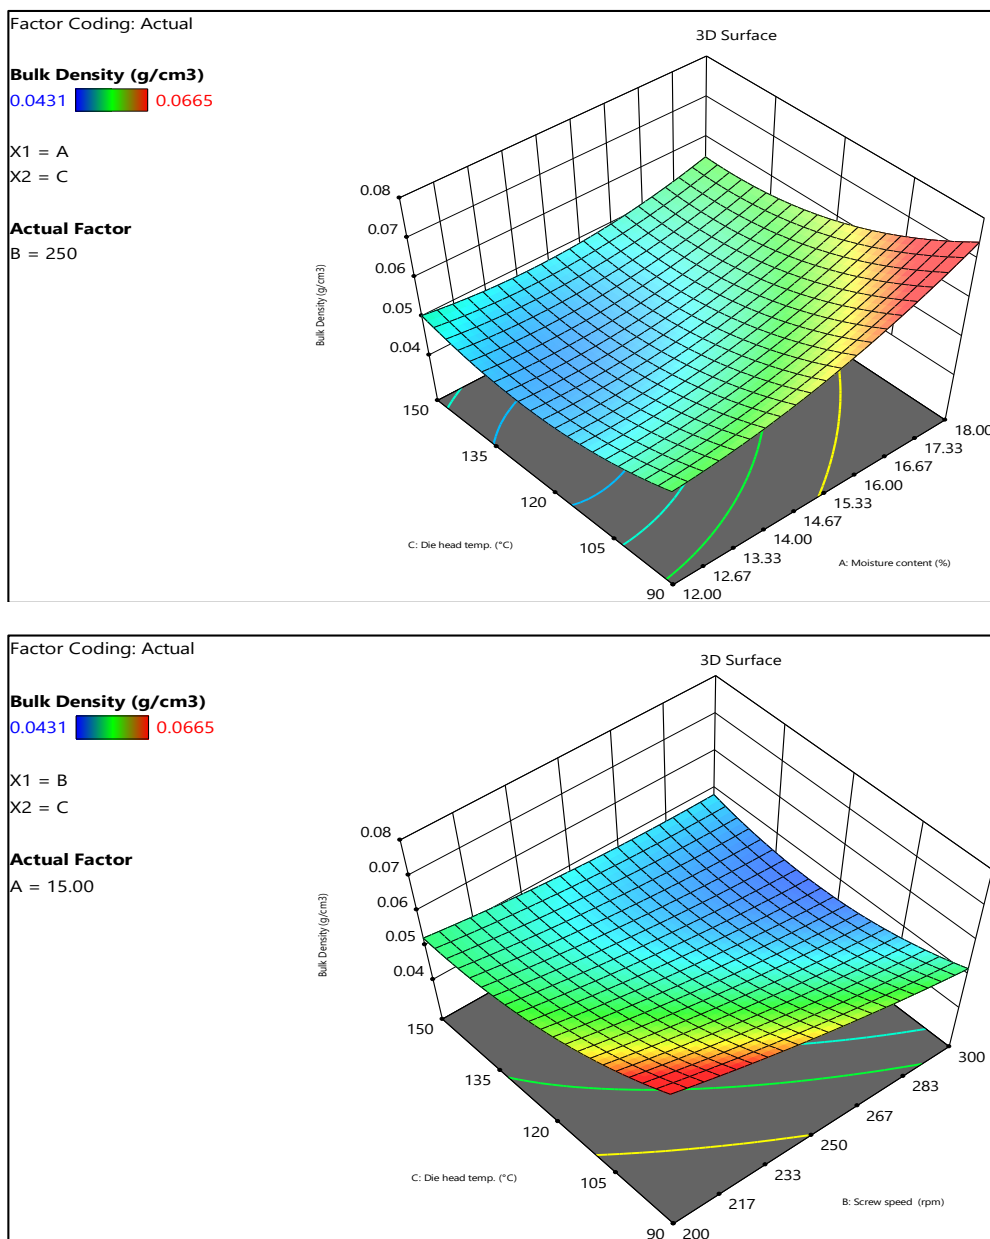 Factor Coding: Actual
3D Surface
Bulk Density (g/cm3)
0.0431 0.0665
X1 = A
X2 = C
Actual Factor
B = 250
Bulk Density (g/cm3)
0.08
0.07
0.06
0.05
0.04
150
135
120
105
90
C: Die head temp. (°C)
12.00
12.67
13.33
14.00
14.67
15.33
16.00
16.67
17.33
18.00
A: Moisture content (%)
Factor Coding: Actual
3D Surface
Bulk Density (g/cm3)
0.0431 0.0665
X1 = B
X2 = C
Actual Factor
A = 15.00
Bulk Density (g/cm3)
0.08
0.07
0.06
0.05
0.04
150
135
120
105
90
C: Die head temp. (°C)
200
217
233
250
267
283
300
B: Screw speed (rpm)